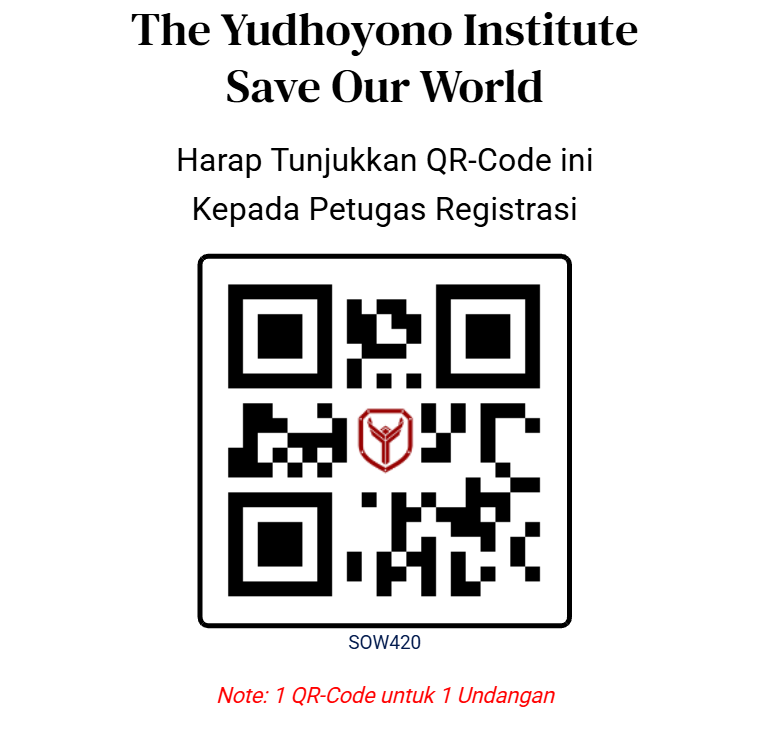 The Yudhoyono Institute
Save Our World
Harap Tunjukkan QR-Code ini
Kepada Petugas Registrasi
SOW420
Note: 1 QR-Code untuk 1 Undangan